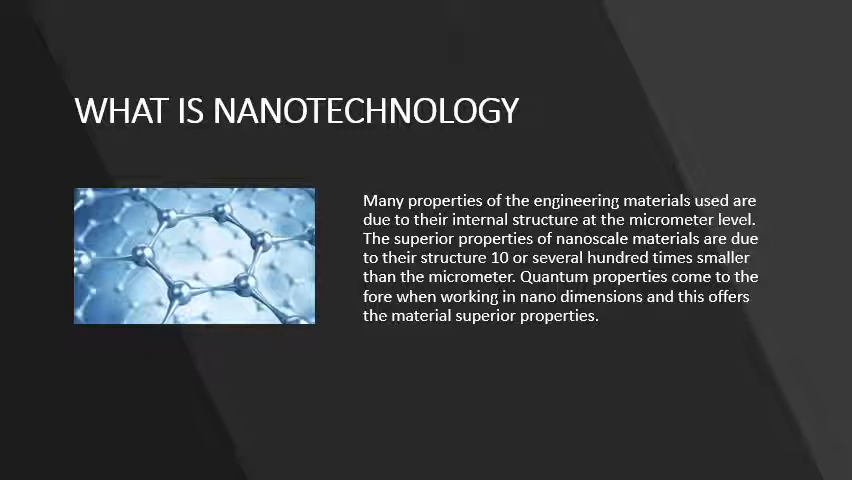 WHAT IS NANOTECHNOLOGY
Many properties of the engineering materials used are
due to their internal structure at the micrometer level.
The superior properties of nanoscale materials are due
to their structure 10 or several hundred times smaller
than the micrometer. Quantum properties come to the
fore when working in nano dimensions and this offers
the material superior properties.